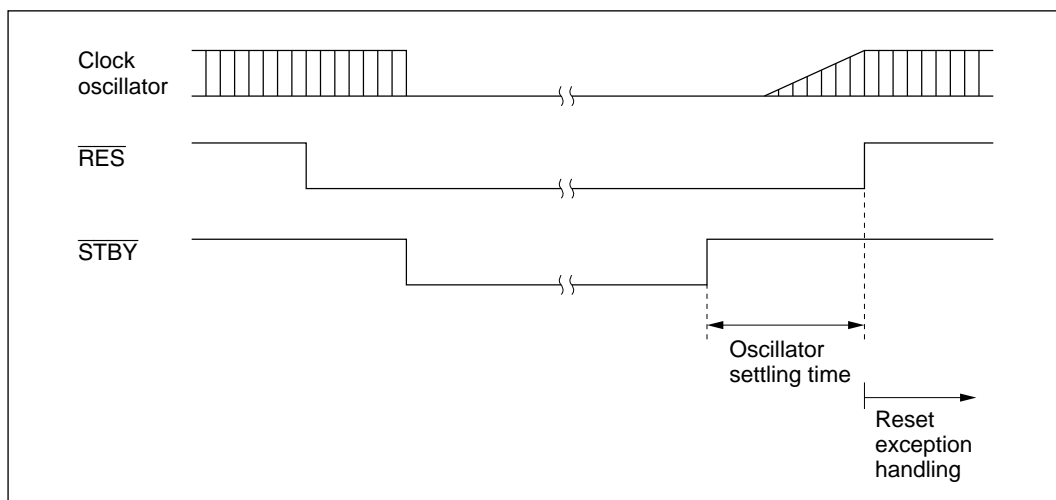 Clock
oscillator
RES
STBY
Oscillator
settling time
Reset
exception
handling